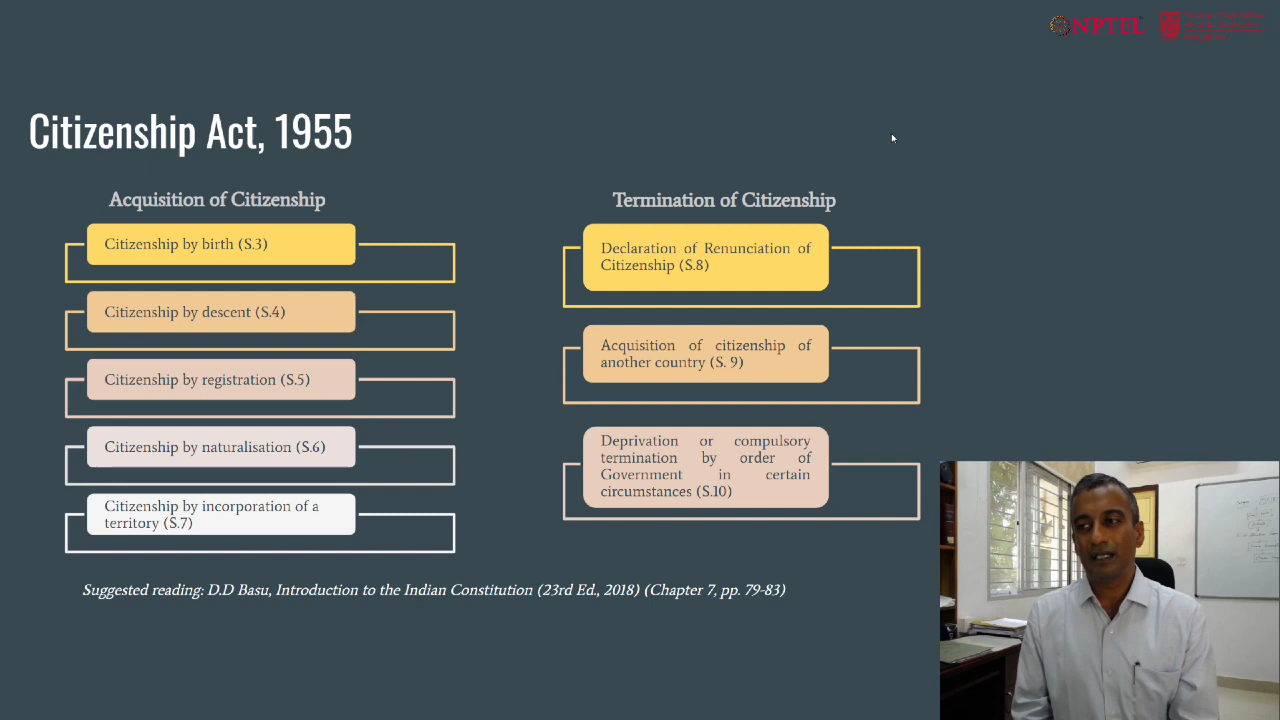 NPTEL
Citizenship Act, 1955
Acquisition of Citizenship
Citizenship by birth (S.3)
Citizenship by descent (S.4)
Citizenship by registration (S.5)
Citizenship by naturalisation (S.6)
Citizenship by incorporation of a
territory (S.7)
Termination of Citizenship
Declaration of Renunciation of
Citizenship (S.8)
Acquisition of citizenship of
another country (S. 9)
Deprivation or compulsory
termination by order of
Government in certain
circumstances (S.10)
Suggested reading: D.D Basu, Introduction to the Indian Constitution (23rd Ed., 2018) (Chapter 7, pp. 79-83)